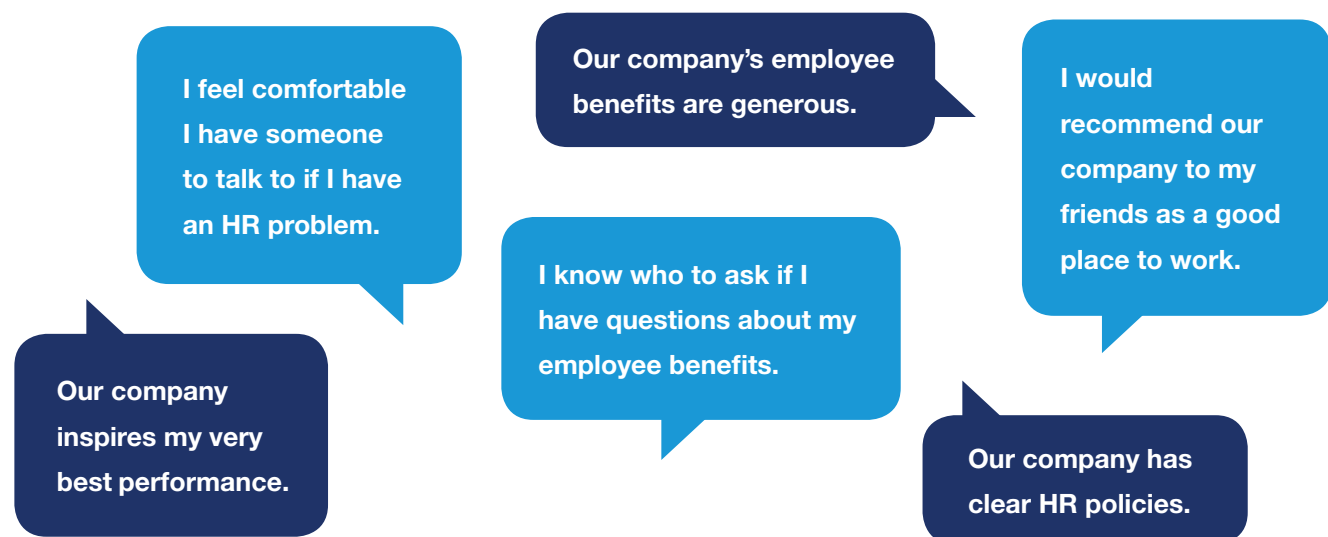 I feel comfortable
I have someone
to talk to if I have
an HR problem.
Our company’s employee
benefits are generous.
I would
recommend our
company to my
friends as a good
place to work.
I know who to ask if I
have questions about my
employee benefits.
Our company
inspires my very
best performance.
Our company has
clear HR policies.